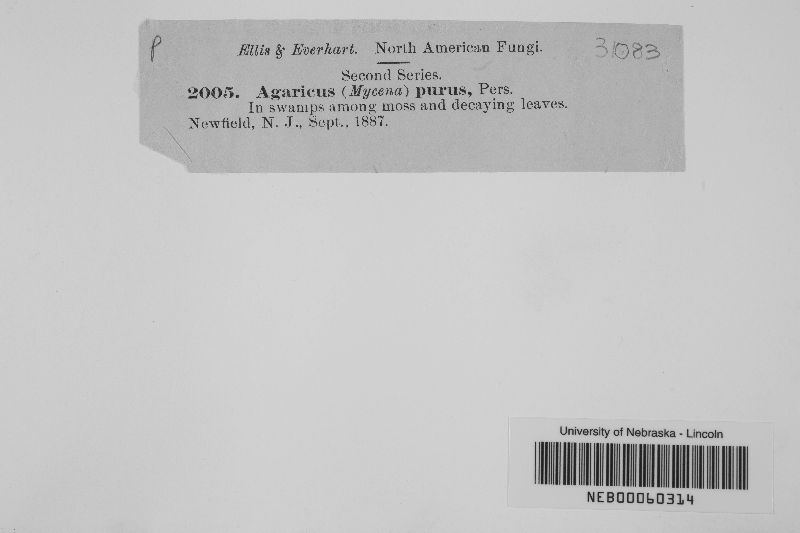 P
Ellis & Everhart. North American Fungi. 31083
Second Series.
2005. Agaricus (Mycena) purus, Pers.
In swamps among moss and decaying leaves.
Newfield, N. J., Sept., 1887.
University of Nebraska - Lincoln
NEB00060314